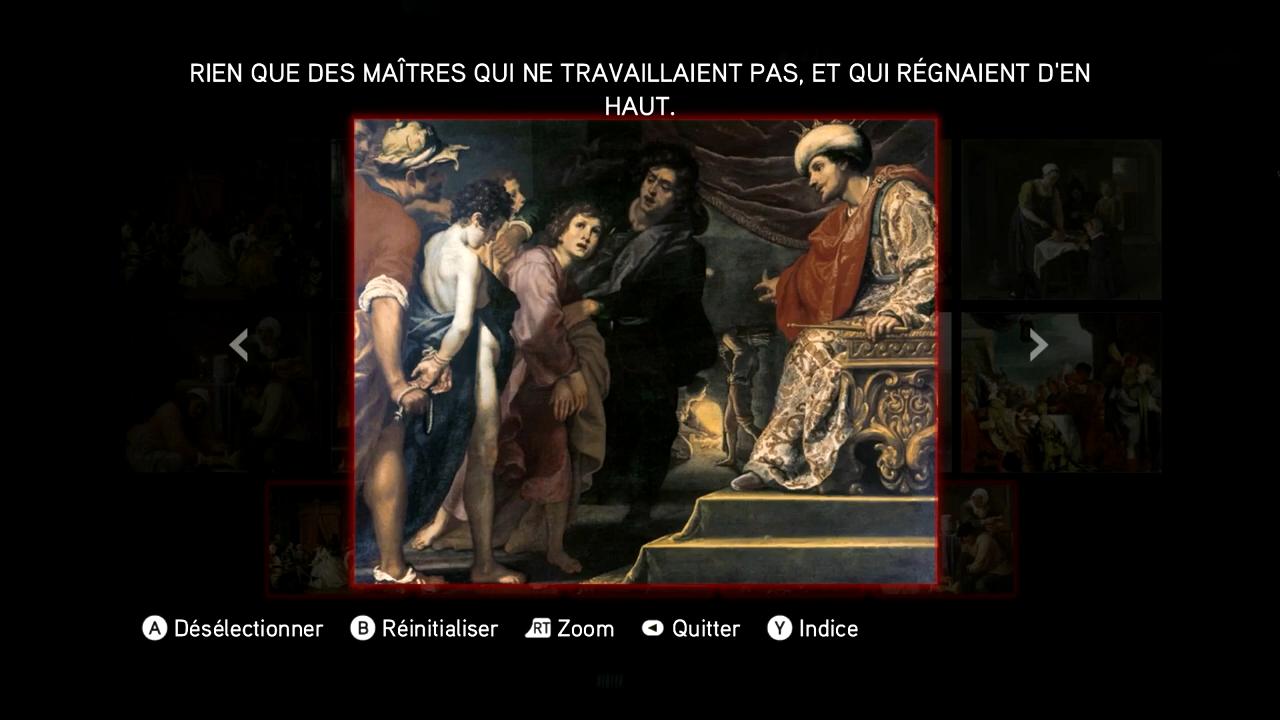 RIEN QUE DES MAÎTRES QUI NE TRAVAILLAIENT PAS, ET QUI RÉGNAIENT D'EN
HAUT.
A Désélectionner B Réinitialiser RT Zoom Quitter Y Indice